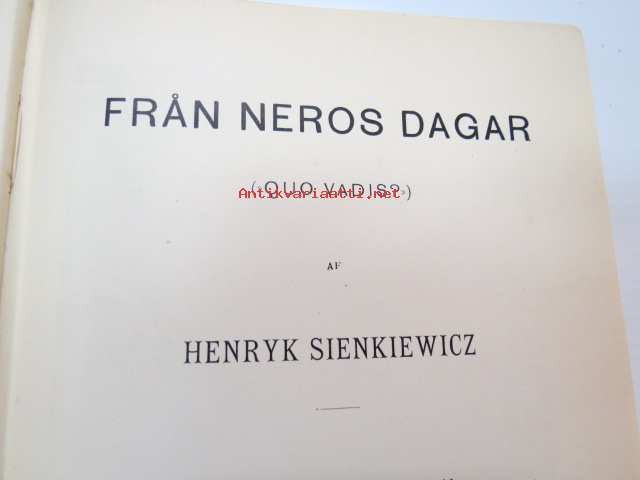 FRÅN NEROS DAGAR
(»QUO VADIS?»)
Antikvariaatti.net
AF
HENRYK SIENKIEWICZ